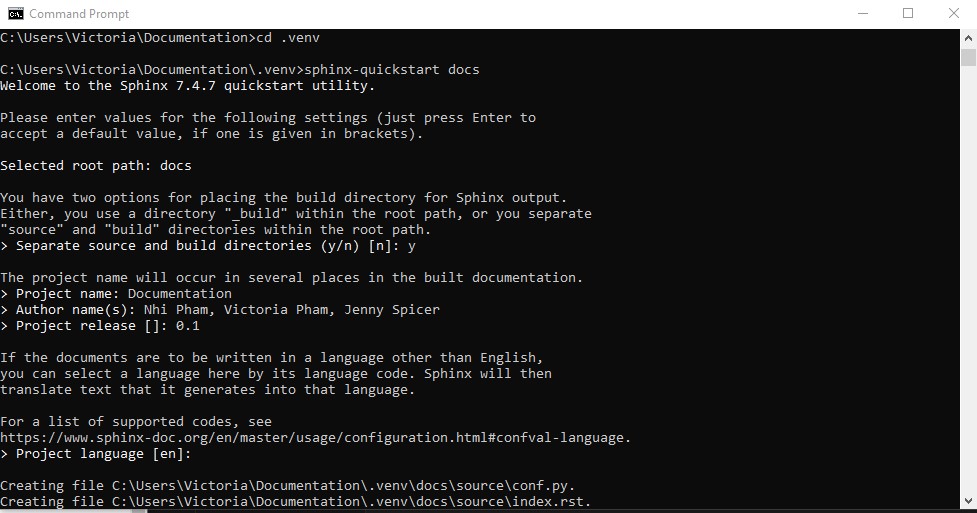 Command Prompt
C:\Users\Victoria\Documentation>cd .venv
C:\Users\Victoria\Documentation\.venv>sphinx-quickstart docs
Welcome to the Sphinx 7.4.7 quickstart utility.
Please enter values for the following settings (just press Enter to
accept a default value, if one is given in brackets).
Selected root path: docs
You have two options for placing the build directory for Sphinx output.
Either, you use a directory "_build" within the root path, or you separate
"source" and "build" directories within the root path.
> Separate source and build directories (y/n) [n]: y
The project name will occur in several places in the built documentation.
> Project name: Documentation
> Author name(s): Nhi Pham, Victoria Pham, Jenny Spicer
> Project release []: 0.1
If the documents are to be written in a language other than English,
you can select a language here by its language code. Sphinx will then
translate text that it generates into that language.
For a list of supported codes, see
https://www.sphinx-doc.org/en/master/usage/configuration.html#confval-language.
> Project language [en]:
Creating file C:\Users\Victoria\Documentation\.venv\docs\source\conf.py.
Creating file C:\Users\Victoria\Documentation\.venv\docs\source\index.rst.